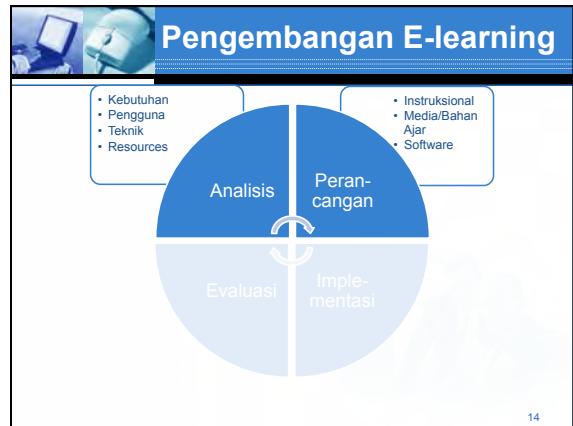 Pengembangan E-learning
• Kebutuhan
• Pengguna
• Teknik
• Resources
• Instruksional
• Media/Bahan
Ajar
• Software
Analisis
Peran-
cangan
Evaluasi
Imple-
mentasi
14